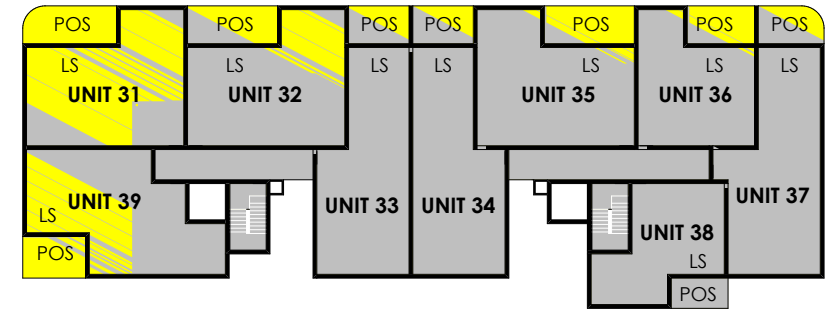 POS POS POS POS POS POS POS
LS LS LS LS LS LS LS
UNIT 31 UNIT 32 UNIT 35 UNIT 36
UNIT 39 UNIT 33 UNIT 34 UNIT 37
LS
UNIT 38
POS LS
POS